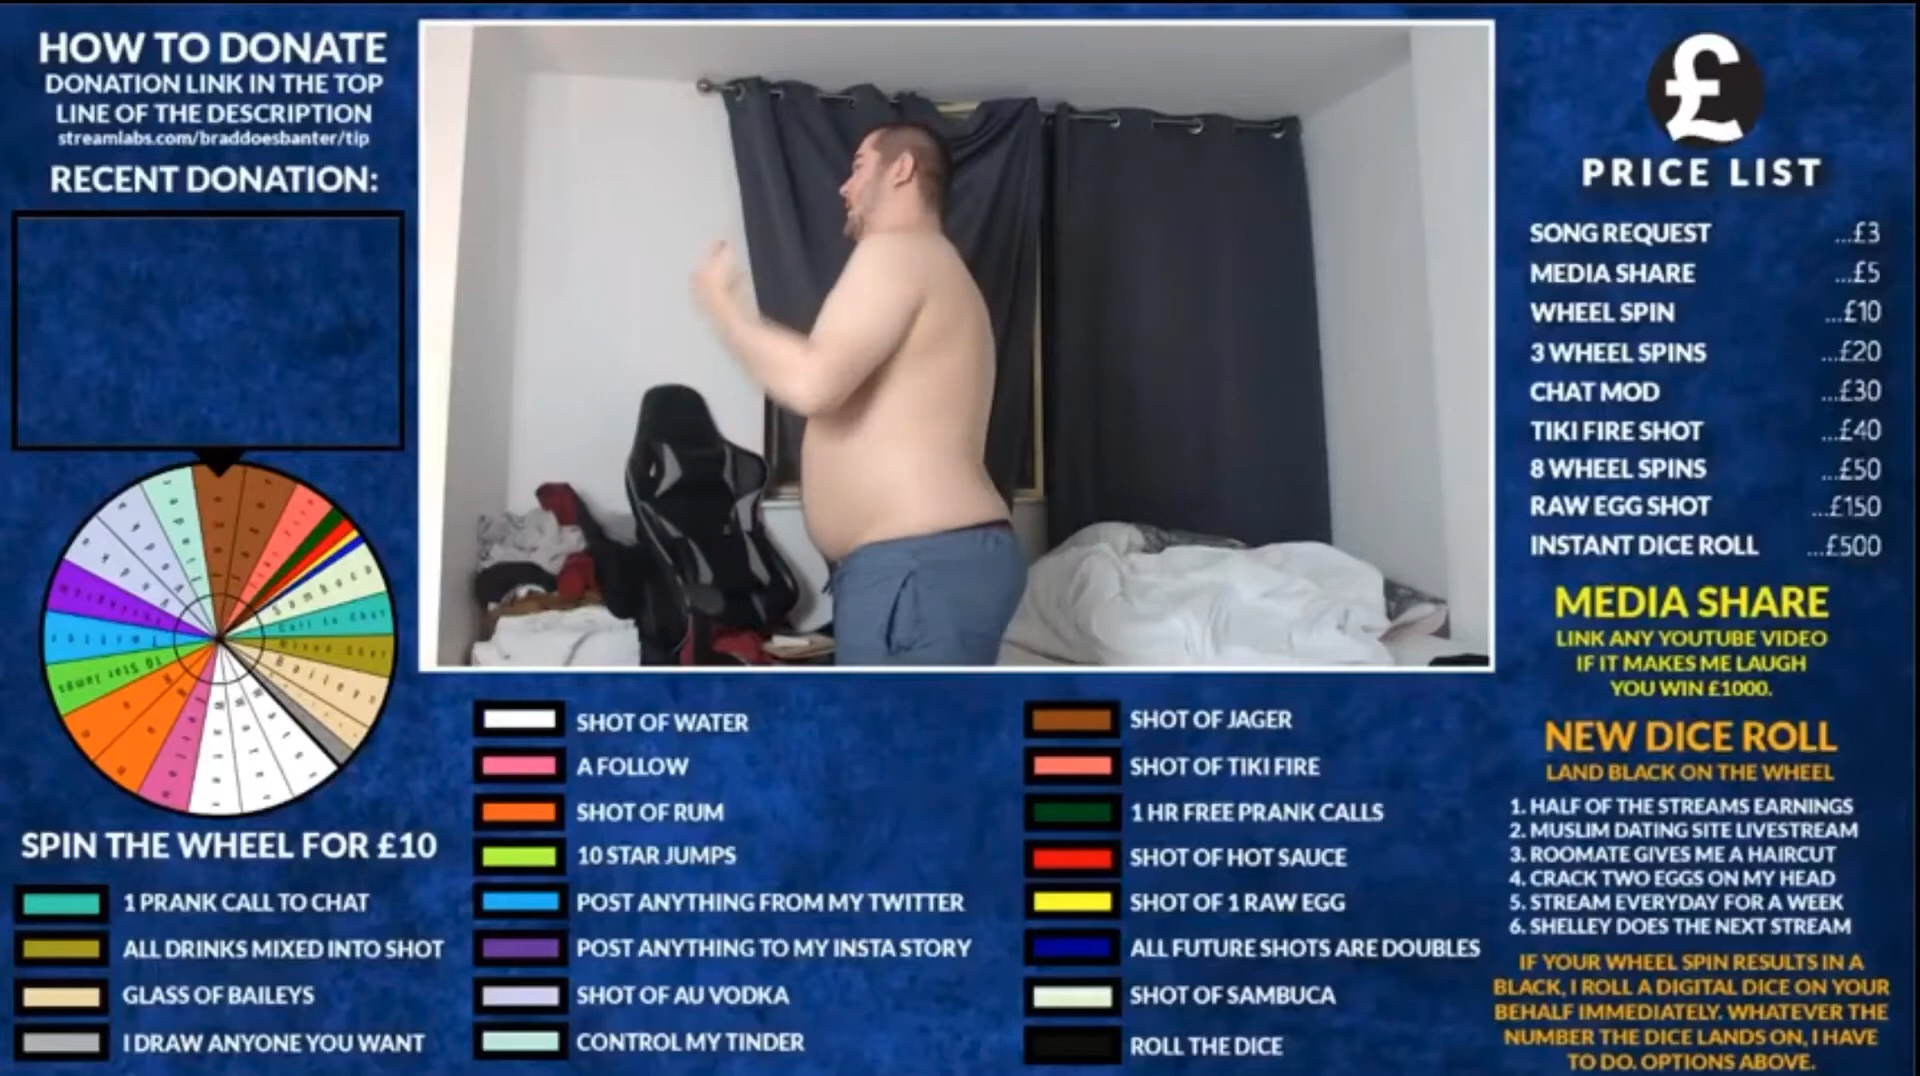 HOW TO DONATE
DONATION LINK IN THE TOP
LINE OF THE DESCRIPTION
streamlabs.com/braddoesbanter/tip
RECENT DONATION:
Sambuca
Call to Chat
Mixed Shot
Baileys
Twitter
10 Star Jumps
SPIN THE WHEEL FOR £10
1 PRANK CALL TO CHAT
ALL DRINKS MIXED INTO SHOT
GLASS OF BAILEYS
I DRAW ANYONE YOU WANT
SHOT OF WATER
A FOLLOW
SHOT OF RUM
10 STAR JUMPS
POST ANYTHING FROM MY TWITTER
POST ANYTHING TO MY INSTA STORY
SHOT OF AU VODKA
CONTROL MY TINDER
SHOT OF JAGER
SHOT OF TIKI FIRE
1 HR FREE PRANK CALLS
SHOT OF HOT SAUCE
SHOT OF 1 RAW EGG
ALL FUTURE SHOTS ARE DOUBLES
SHOT OF SAMBUCA
ROLL THE DICE
£
PRICE LIST
SONG REQUEST ...£3
MEDIA SHARE ...£5
WHEEL SPIN ...£10
3 WHEEL SPINS ...£20
CHAT MOD ...£30
TIKI FIRE SHOT ...£40
8 WHEEL SPINS ...£50
RAW EGG SHOT ...£150
INSTANT DICE ROLL ...£500
MEDIA SHARE
LINK ANY YOUTUBE VIDEO
IF IT MAKES ME LAUGH
YOU WIN £1000.
NEW DICE ROLL
LAND BLACK ON THE WHEEL
1. HALF OF THE STREAMS EARNINGS
2. MUSLIM DATING SITE LIVESTREAM
3. ROOMATE GIVES ME A HAIRCUT
4. CRACK TWO EGGS ON MY HEAD
5. STREAM EVERYDAY FOR A WEEK
6. SHELLEY DOES THE NEXT STREAM
IF YOUR WHEEL SPIN RESULTS IN A
BLACK, I ROLL A DIGITAL DICE ON YOUR
BEHALF IMMEDIATELY. WHATEVER THE
NUMBER THE DICE LANDS ON, I HAVE
TO DO. OPTIONS ABOVE.